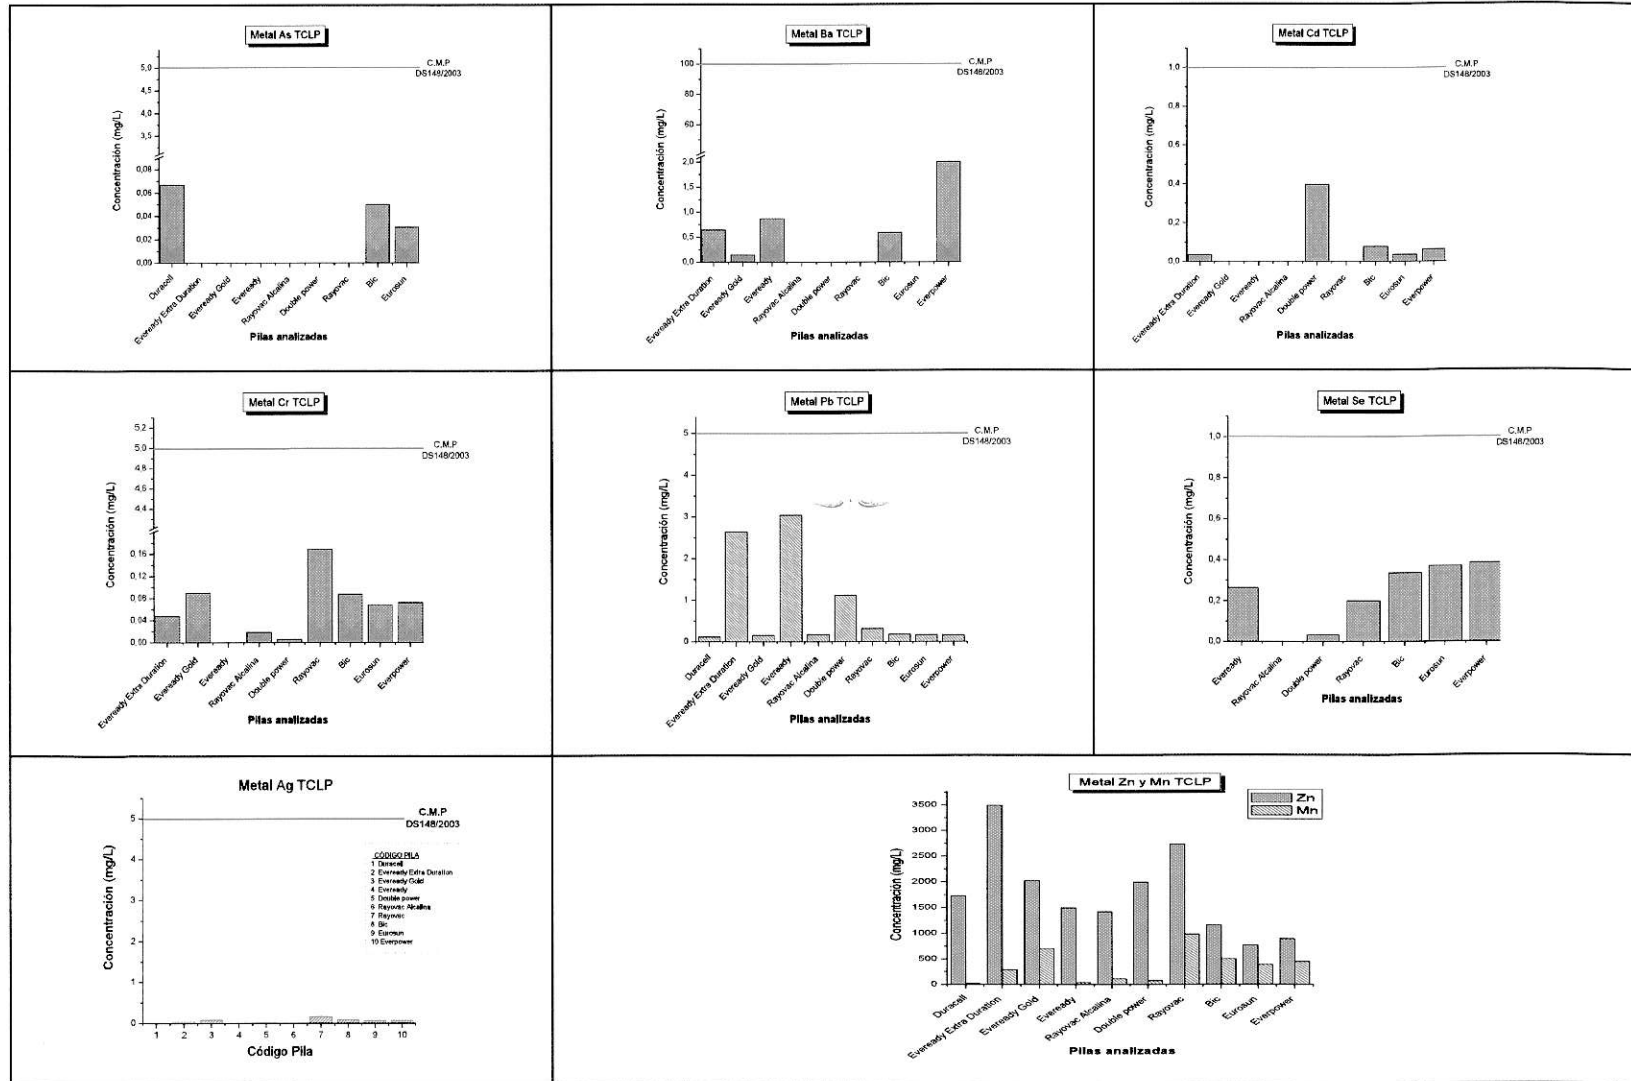 Metal As TCLP
C.M.P
DS148/2003
Concentración (mg/L)
5,0
4,5
4,0
3,5
0,08
0,06
0,04
0,02
0,00
Duracell
Eveready Extra Duration
Eveready Gold
Eveready
Rayovac Alcalina
Double power
Rayovac
Bic
Eurosun
Pilas analizadas
Metal Ba TCLP
C.M.P
DS148/2003
Concentración (mg/L)
100
80
60
2,0
1,5
1,0
0,5
0,0
Eveready Extra Duration
Eveready Gold
Eveready
Rayovac Alcalina
Double power
Rayovac
Bic
Eurosun
Everpower
Pilas analizadas
Metal Cd TCLP
C.M.P
DS148/2003
Concentración (mg/L)
1,0
0,8
0,6
0,4
0,2
0,0
Eveready Extra Duration
Eveready Gold
Eveready
Rayovac Alcalina
Double power
Rayovac
Bic
Eurosun
Everpower
Pilas analizadas
Metal Cr TCLP
C.M.P
DS148/2003
Concentración (mg/L)
5,2
5,0
4,8
4,6
4,4
0,16
0,12
0,08
0,04
0,00
Eveready Extra Duration
Eveready Gold
Eveready
Rayovac Alcalina
Double power
Rayovac
Bic
Eurosun
Everpower
Pilas analizadas
Metal Pb TCLP
C.M.P
DS148/2003
Concentración (mg/L)
5
4
3
2
1
0
Duracell
Eveready Extra Duration
Eveready Gold
Eveready
Rayovac Alcalina
Double power
Rayovac
Bic
Eurosun
Everpower
Pilas analizadas
Metal Se TCLP
C.M.P
DS148/2003
Concentración (mg/L)
1,0
0,8
0,6
0,4
0,2
0,0
Eveready
Rayovac Alcalina
Double power
Rayovac
Bic
Eurosun
Everpower
Pilas analizadas
Metal Ag TCLP
C.M.P
DS148/2003
Concentración (mg/L)
5
4
3
2
1
0
CÓDIGO PILA
1 Duracell
2 Eveready Extra Duration
3 Eveready Gold
4 Eveready
5 Double power
6 Rayovac Alcalina
7 Rayovac
8 Bic
9 Eurosun
10 Everpower
1 2 3 4 5 6 7 8 9 10
Código Pila
Metal Zn y Mn TCLP
Zn
Mn
Concentración (mg/L)
3500
3000
2500
2000
1500
1000
500
0
Duracell
Eveready Extra Duration
Eveready Gold
Eveready
Rayovac Alcalina
Double power
Rayovac
Bic
Eurosun
Everpower
Pilas analizadas